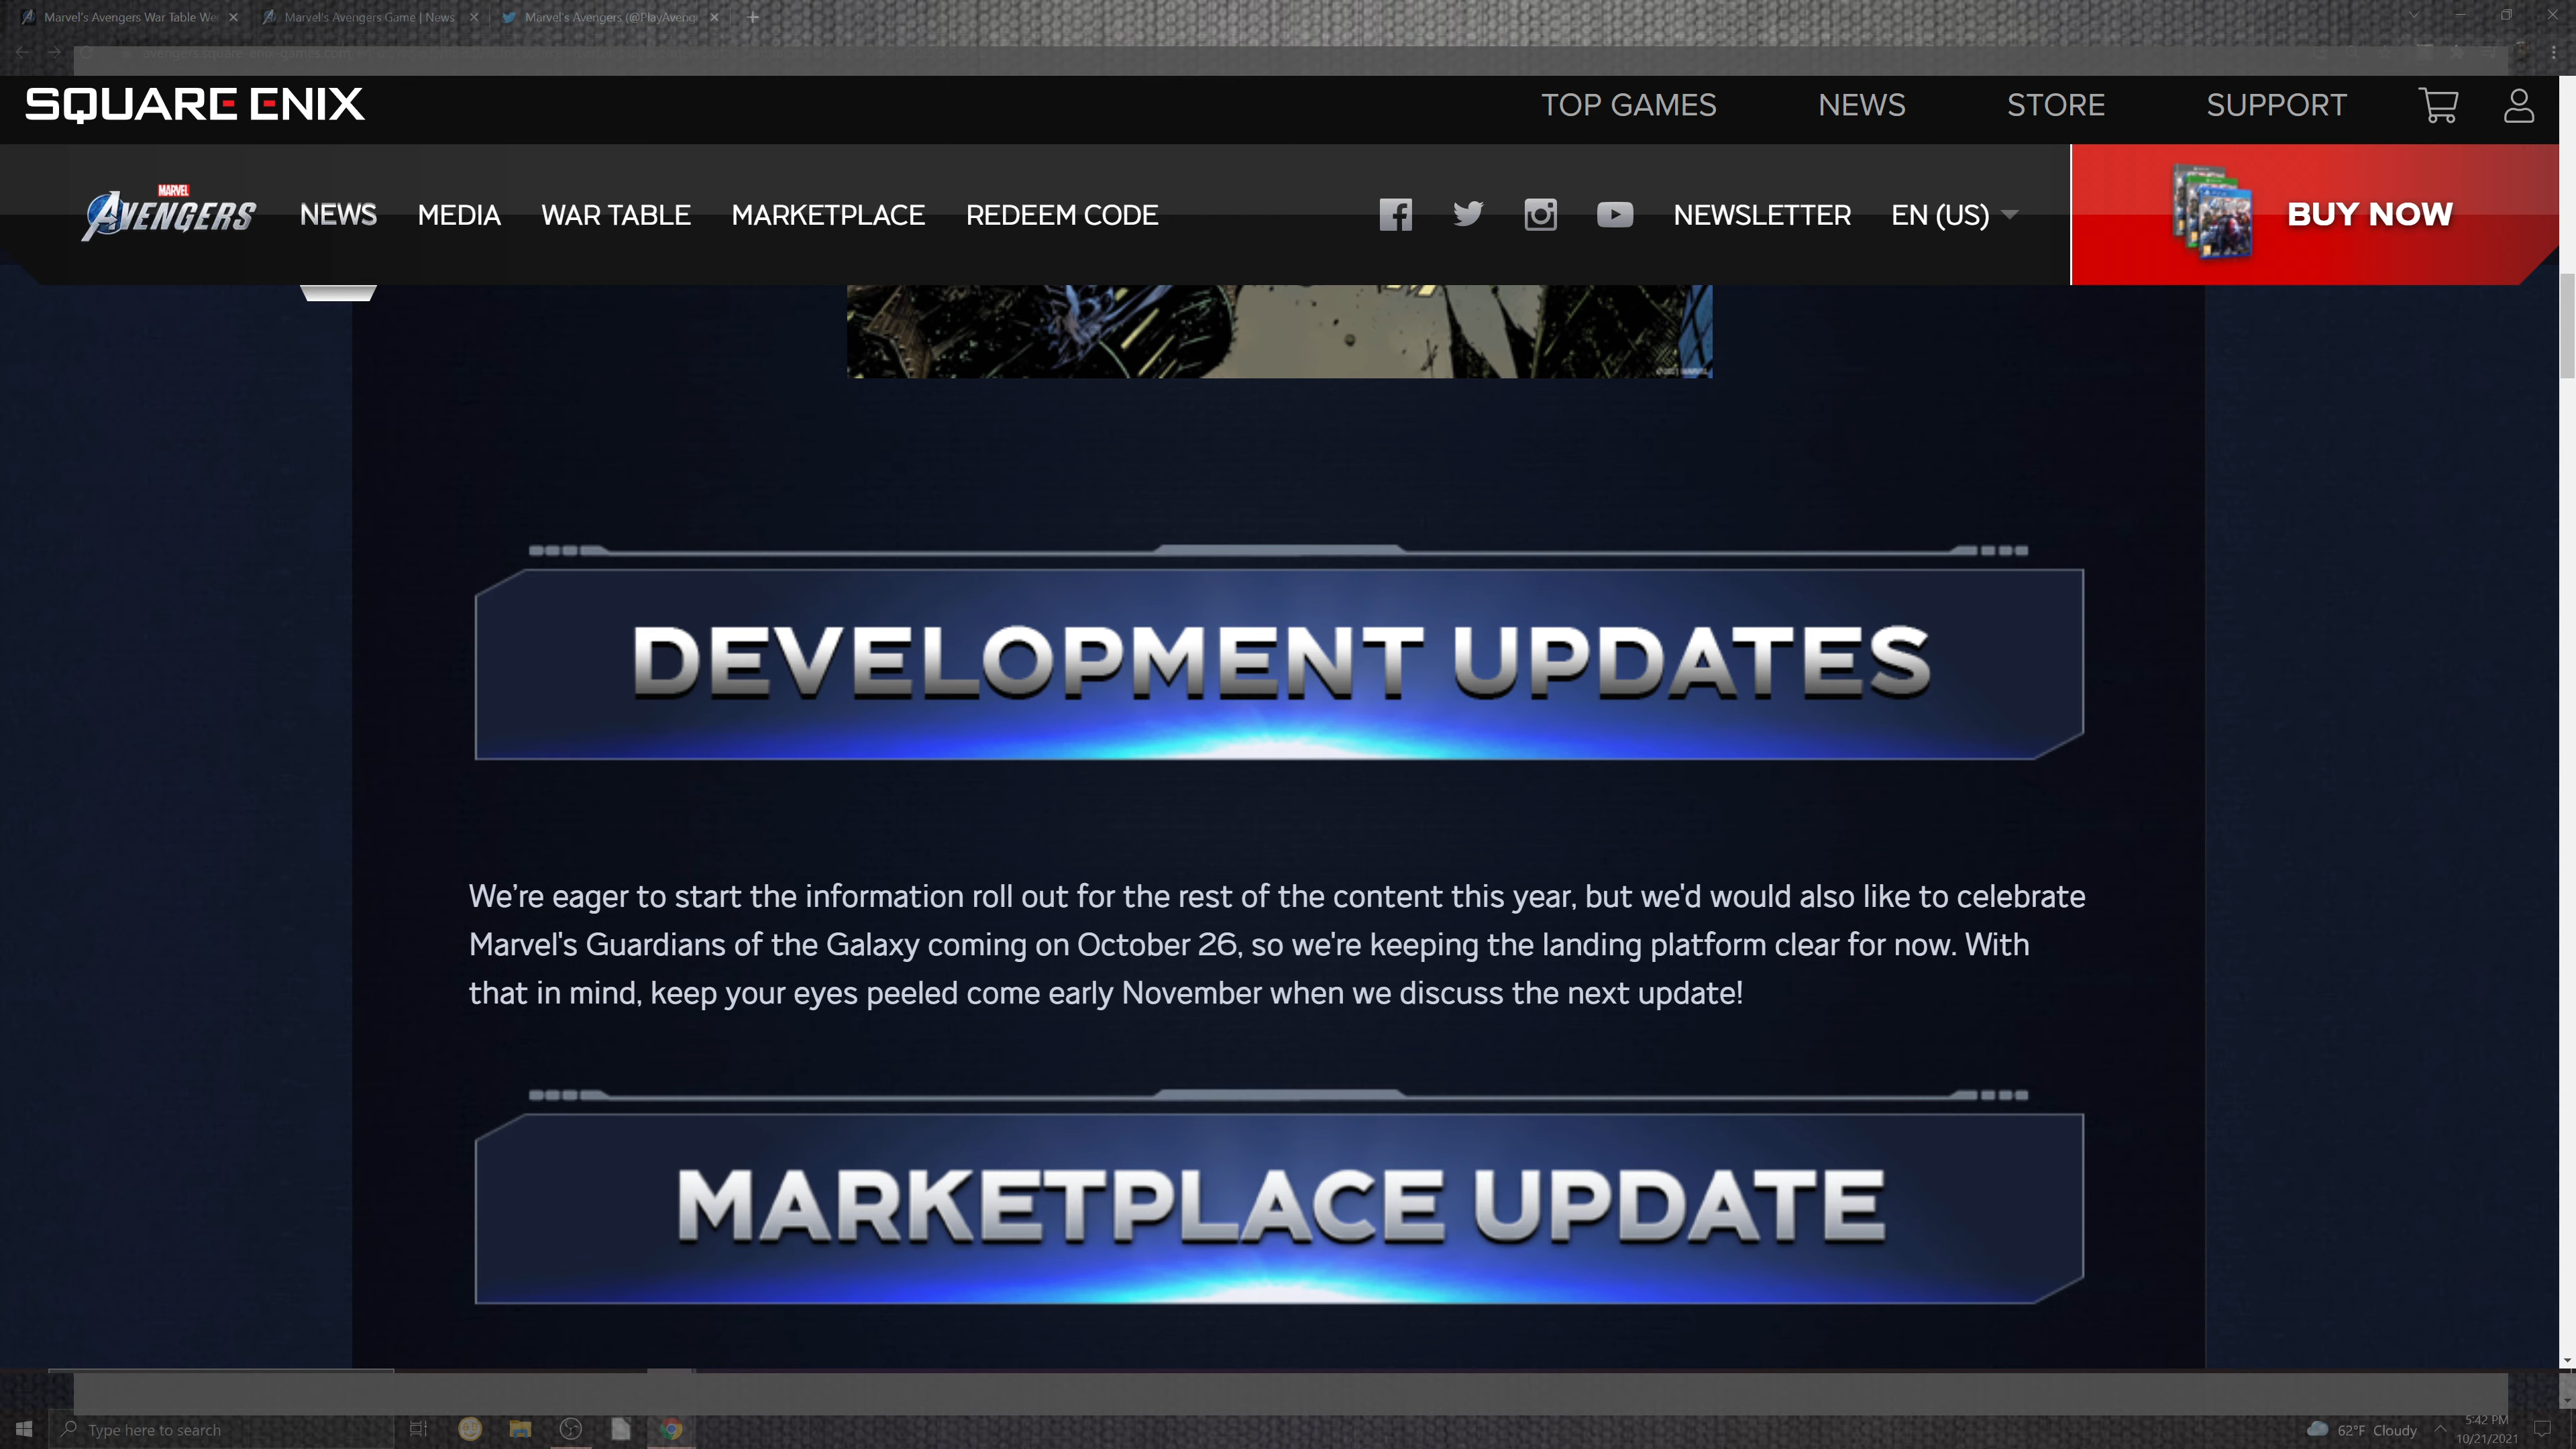 Marvel's Avengers War Table We
Marvel's Avengers Game | News
Marvel's Avengers (@PlayAveng
avengers.square-enix-games.com
SQUARE ENIX
TOP GAMES
NEWS
STORE
SUPPORT
MARVEL
AVENGERS
NEWS
MEDIA
WAR TABLE
MARKETPLACE
REDEEM CODE
NEWSLETTER
EN (US)
BUY NOW
DEVELOPMENT UPDATES
We're eager to start the information roll out for the rest of the content this year, but we'd would also like to celebrate
Marvel's Guardians of the Galaxy coming on October 26, so we're keeping the landing platform clear for now. With
that in mind, keep your eyes peeled come early November when we discuss the next update!
MARKETPLACE UPDATE
Type here to search
62°F Cloudy
5:42 PM
10/21/2021